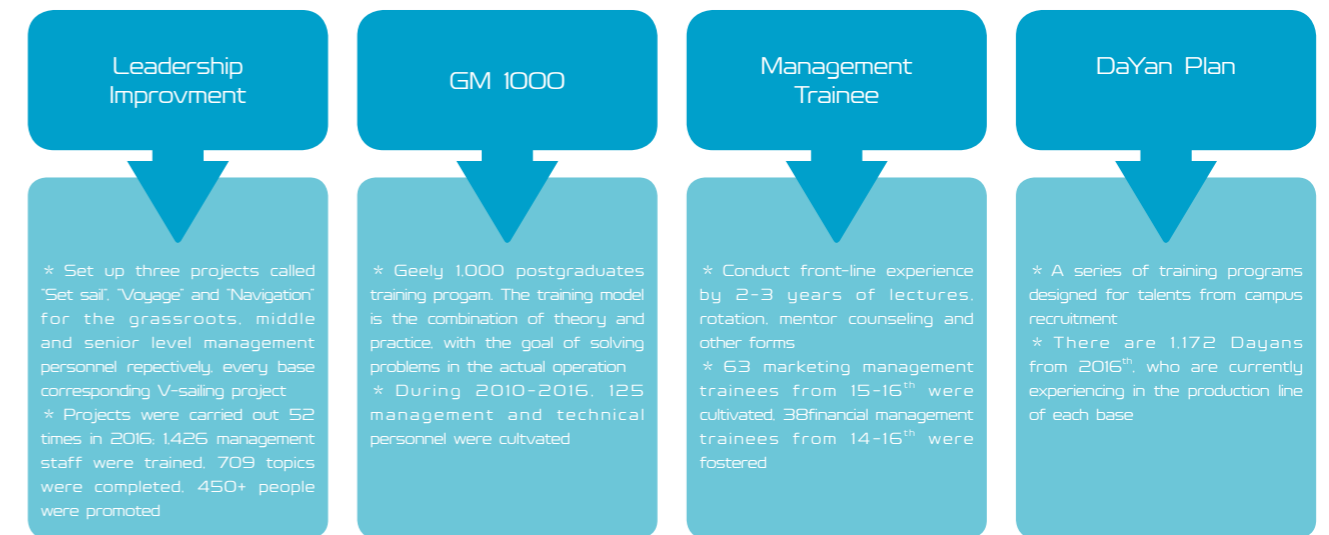 Leadership
Improvment
* Set up three projects called
"Set sail", "Voyage" and "Navigation"
for the grassroots, middle
and senior level management
personnel repectively, every base
corresponding V-sailing project
* Projects were carried out 52
times in 2016; 1,426 management
staff were trained, 709 topics
were completed, 450+ people
were promoted
GM 1000
* Geely 1,000 postgraduates
training progam. The training model
is the combination of theory and
practice, with the goal of solving
problems in the actual operation
* During 2010-2016, 125
management and technical
personnel were cultvated
Management
Trainee
* Conduct front-line experience
by 2-3 years of lectures,
rotation, mentor counseling and
other forms
* 63 marketing management
trainees from 15-16th were
cultivated, 38financial management
trainees from 14-16th were
fostered
DaYan Plan
* A series of training programs
designed for talents from campus
recruitment
* There are 1,172 Dayans
from 2016th, who are currently
experiencing in the production line
of each base